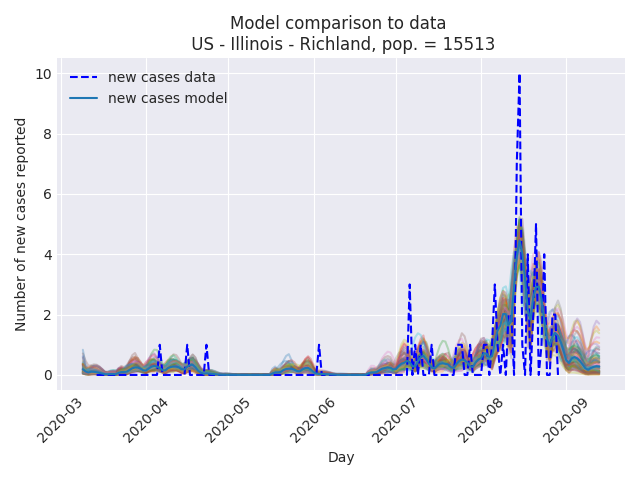 Model comparison to data
US - Illinois - Richland, pop. = 15513
new cases data
new cases model
Number of new cases reported
10
8
6
4
2
0
2020-03
2020-04
2020-05
2020-06
2020-07
2020-08
2020-09
Day